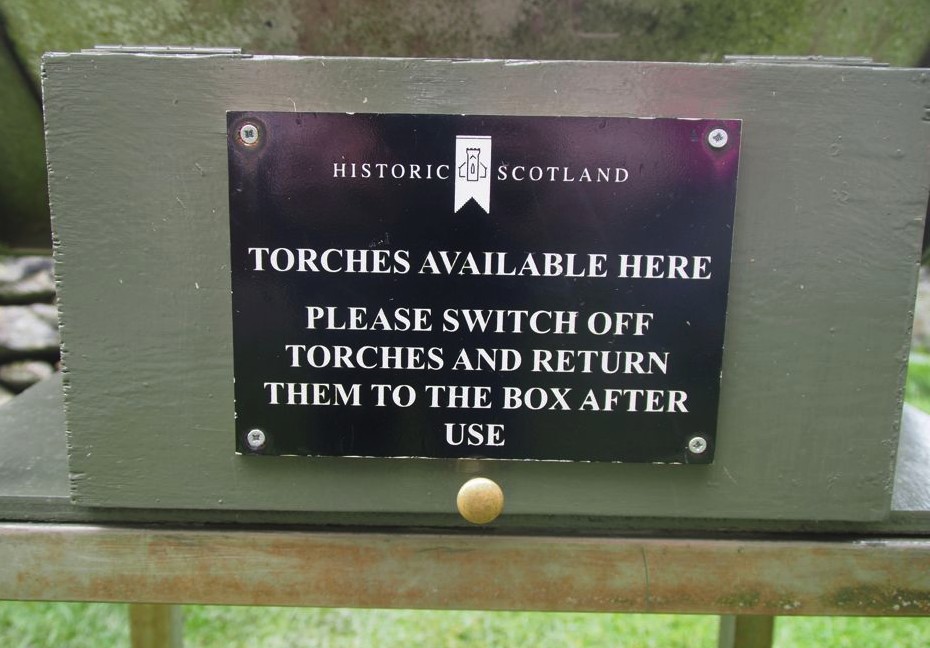 HISTORIC SCOTLAND
TORCHES AVAILABLE HERE
PLEASE SWITCH OFF
TORCHES AND RETURN
THEM TO THE BOX AFTER
USE